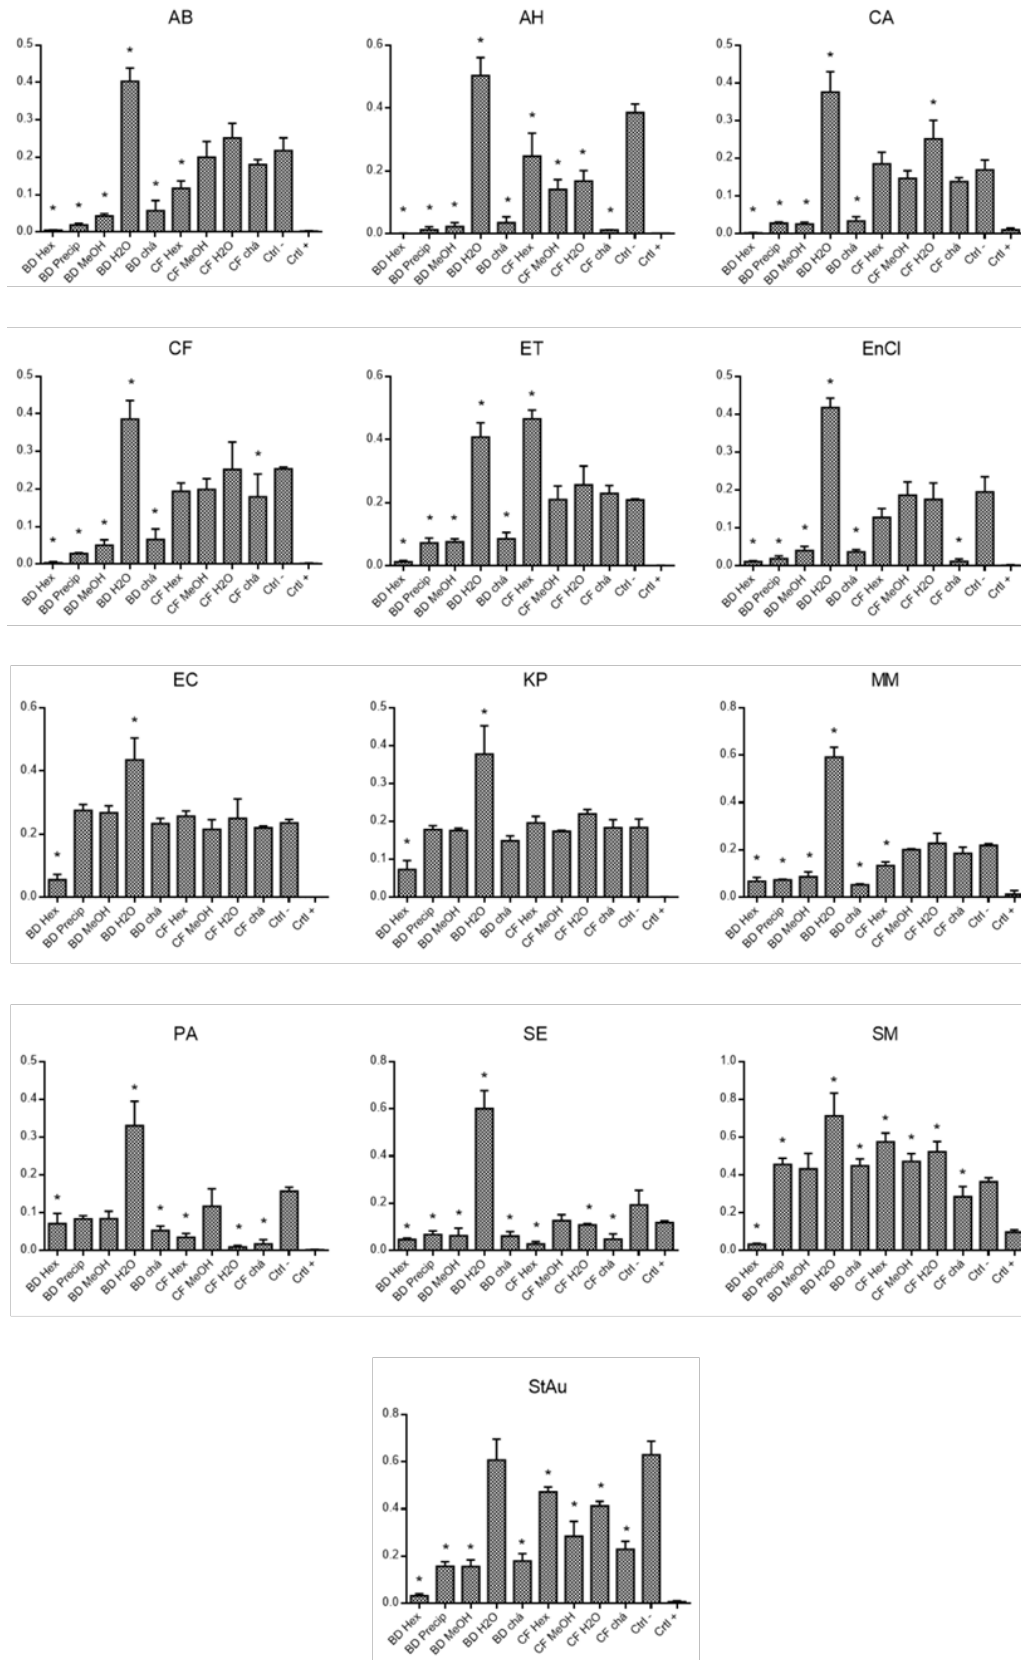 AB
0.5
0.4
0.3
0.2
0.1
0.0
* * * * * *
BD Hex
BD Precip
BD MeOH
BD H2O
BD chá
CF Hex
CF MeOH
CF H2O
CF chá
Ctrl -
Crtl +
AH
0.6
0.4
0.2
0.0
* * * * * * * * *
BD Hex
BD Precip
BD MeOH
BD H2O
BD chá
CF Hex
CF MeOH
CF H2O
CF chá
Ctrl -
Crtl +
CA
0.5
0.4
0.3
0.2
0.1
0.0
* * * * * *
BD Hex
BD Precip
BD MeOH
BD H2O
BD chá
CF Hex
CF MeOH
CF H2O
CF chá
Ctrl -
Crtl +
CF
0.5
0.4
0.3
0.2
0.1
0.0
* * * * * *
BD Hex
BD Precip
BD MeOH
BD H2O
BD chá
CF Hex
CF MeOH
CF H2O
CF chá
Ctrl -
Crtl +
ET
0.6
0.4
0.2
0.0
* * * * * *
BD Hex
BD Precip
BD MeOH
BD H2O
BD chá
CF Hex
CF MeOH
CF H2O
CF chá
Ctrl -
Crtl +
EnCl
0.5
0.4
0.3
0.2
0.1
0.0
* * * * * *
BD Hex
BD Precip
BD MeOH
BD H2O
BD chá
CF Hex
CF MeOH
CF H2O
CF chá
Ctrl -
Crtl +
EC
0.6
0.4
0.2
0.0
* *
BD Hex
BD Precip
BD MeOH
BD H2O
BD chá
CF Hex
CF MeOH
CF H2O
CF chá
Ctrl -
Crtl +
KP
0.5
0.4
0.3
0.2
0.1
0.0
* *
BD Hex
BD Precip
BD MeOH
BD H2O
BD chá
CF Hex
CF MeOH
CF H2O
CF chá
Ctrl -
Crtl +
MM
0.8
0.6
0.4
0.2
0.0
* * * * * *
BD Hex
BD Precip
BD MeOH
BD H2O
BD chá
CF Hex
CF MeOH
CF H2O
CF chá
Ctrl -
Crtl +
PA
0.5
0.4
0.3
0.2
0.1
0.0
* * * * * *
BD Hex
BD Precip
BD MeOH
BD H2O
BD chá
CF Hex
CF MeOH
CF H2O
CF chá
Ctrl -
Crtl +
SE
0.8
0.6
0.4
0.2
0.0
* * * * * * * *
BD Hex
BD Precip
BD MeOH
BD H2O
BD chá
CF Hex
CF MeOH
CF H2O
CF chá
Ctrl -
Crtl +
SM
1.0
0.8
0.6
0.4
0.2
0.0
* * * * * * * *
BD Hex
BD Precip
BD MeOH
BD H2O
BD chá
CF Hex
CF MeOH
CF H2O
CF chá
Ctrl -
Crtl +
StAu
0.8
0.6
0.4
0.2
0.0
* * * * * * * *
BD Hex
BD Precip
BD MeOH
BD H2O
BD chá
CF Hex
CF MeOH
CF H2O
CF chá
Ctrl -
Crtl +